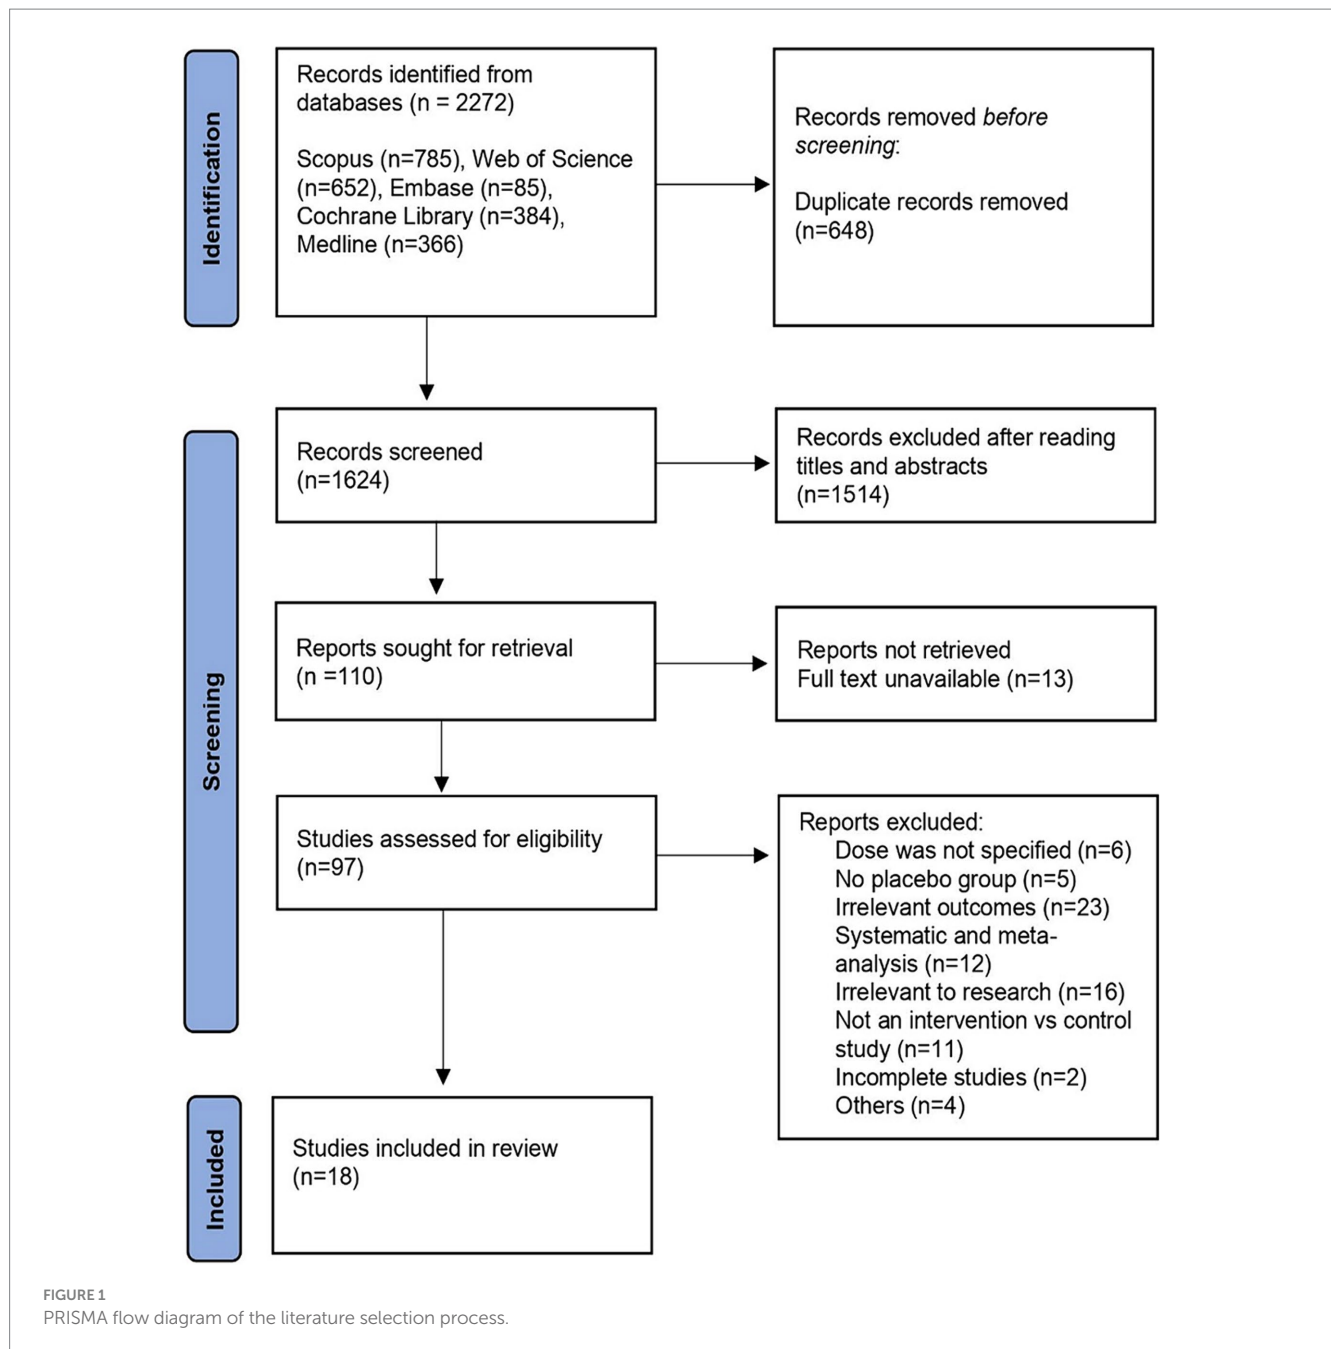 Identification
Records identified from
databases (n = 2272)
Scopus (n=785), Web of Science
(n=652), Embase (n=85),
Cochrane Library (n=384),
Medline (n=366)
Records removed before
screening:
Duplicate records removed
(n=648)
Screening
Records screened
(n=1624)
Records excluded after reading
titles and abstracts
(n=1514)
Reports sought for retrieval
(n =110)
Reports not retrieved
Full text unavailable (n=13)
Studies assessed for eligibility
(n=97)
Reports excluded:
Dose was not specified (n=6)
No placebo group (n=5)
Irrelevant outcomes (n=23)
Systematic and meta-
analysis (n=12)
Irrelevant to research (n=16)
Not an intervention vs control
study (n=11)
Incomplete studies (n=2)
Others (n=4)
Included
Studies included in review
(n=18)
FIGURE 1
PRISMA flow diagram of the literature selection process.